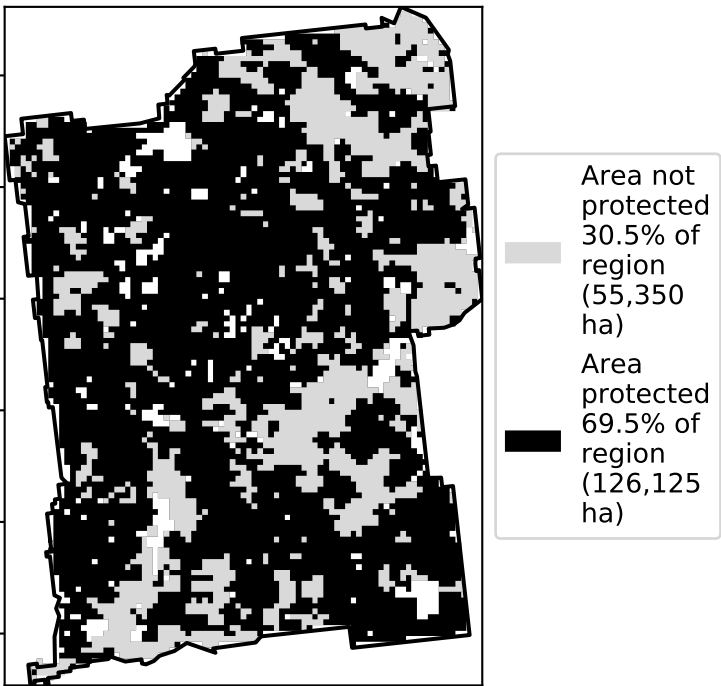 Area not
protected
30.5% of
region
(55,350
ha)
Area
protected
69.5% of
region
(126,125
ha)